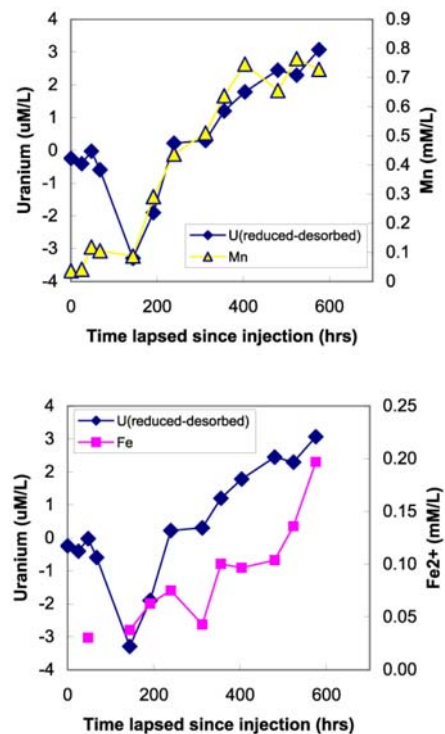 4
3
2
1
0
-1
-2
-3
-4
Uranium (uM/L)
0.9
0.8
0.7
0.6
0.5
0.4
0.3
0.2
0.1
0
Mn (mM/L)
U(reduced-desorbed)
Mn
0 200 400 600 800
Time lapsed since injection (hrs)
4
3
2
1
0
-1
-2
-3
-4
Uranium (uM/L)
U(reduced-desorbed)
Fe
0.25
0.20
0.15
0.10
0.05
0.00
Fe2+ (mM/L)
0 200 400 600
Time lapsed since injection (hrs)